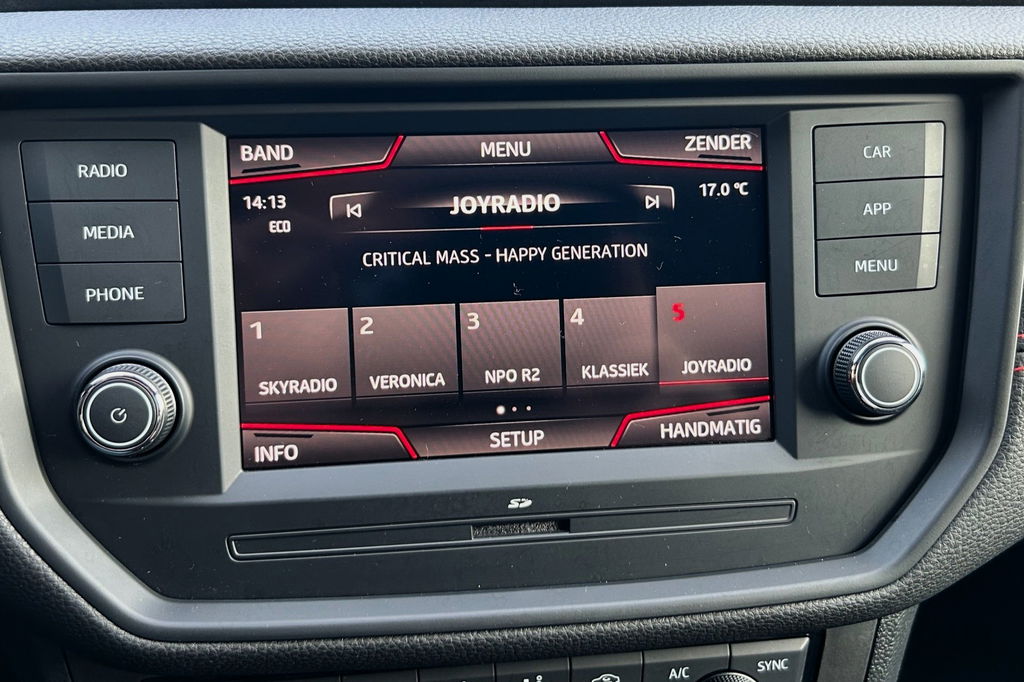 RADIO
MEDIA
PHONE
BAND
MENU
ZENDER
14:13
ECO
JOYRADIO
17.0 °C
CRITICAL MASS - HAPPY GENERATION
1
SKYRADIO
2
VERONICA
3
NPO R2
4
KLASSIEK
5
JOYRADIO
INFO
SETUP
HANDMATIG
CAR
APP
MENU
SD
A/C
SYNC